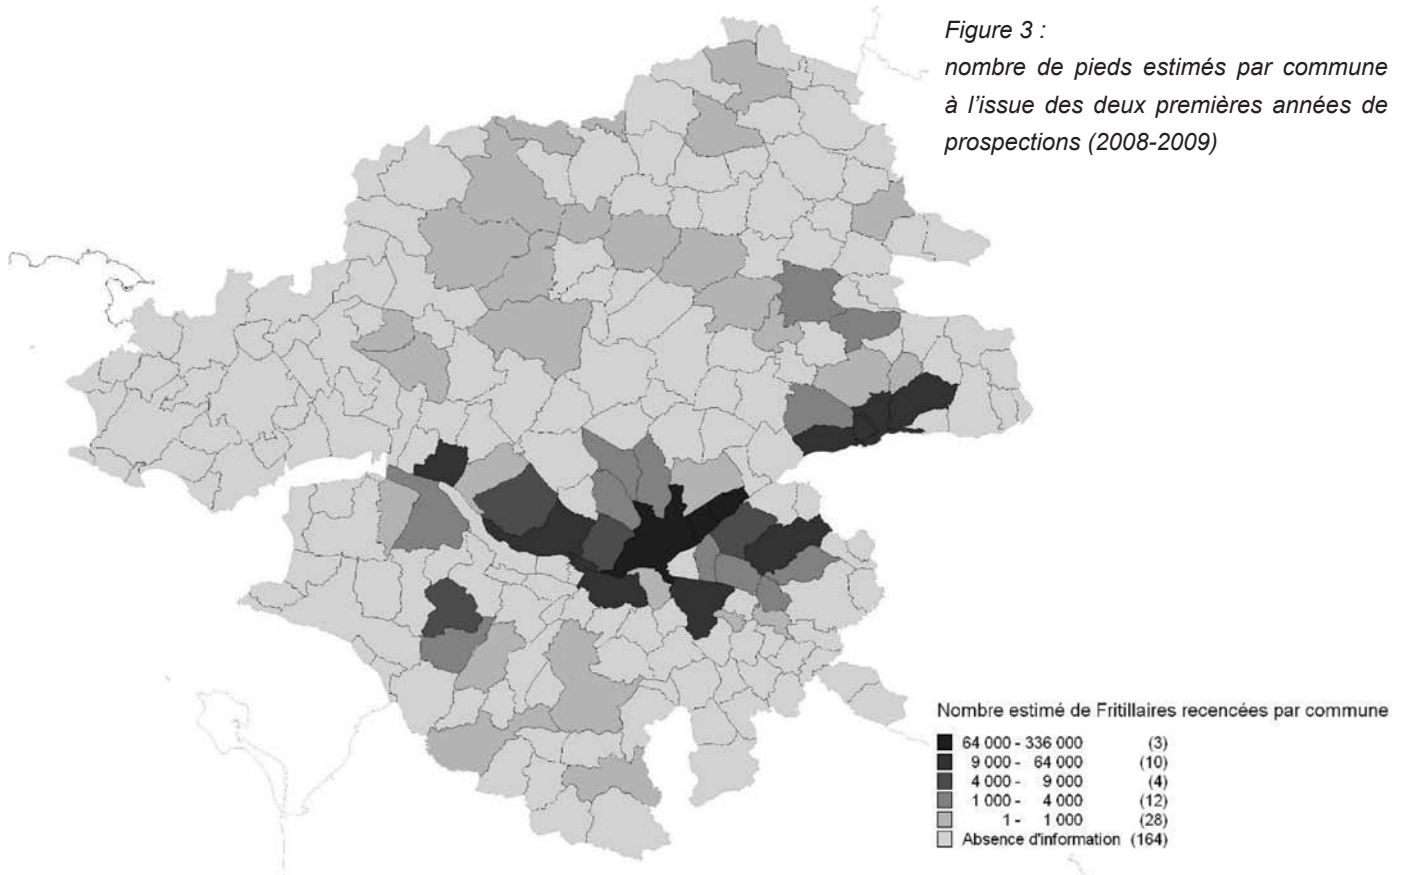 Figure 3 :
nombre de pieds estimés par commune
à l'issue des deux premières années de
prospections (2008-2009)
Nombre estimé de Fritillaires recencées par commune
64 000 - 336 000 (3)
9 000 - 64 000 (10)
4 000 - 9 000 (4)
1 000 - 4 000 (12)
1 - 1 000 (28)
Absence d'information (164)